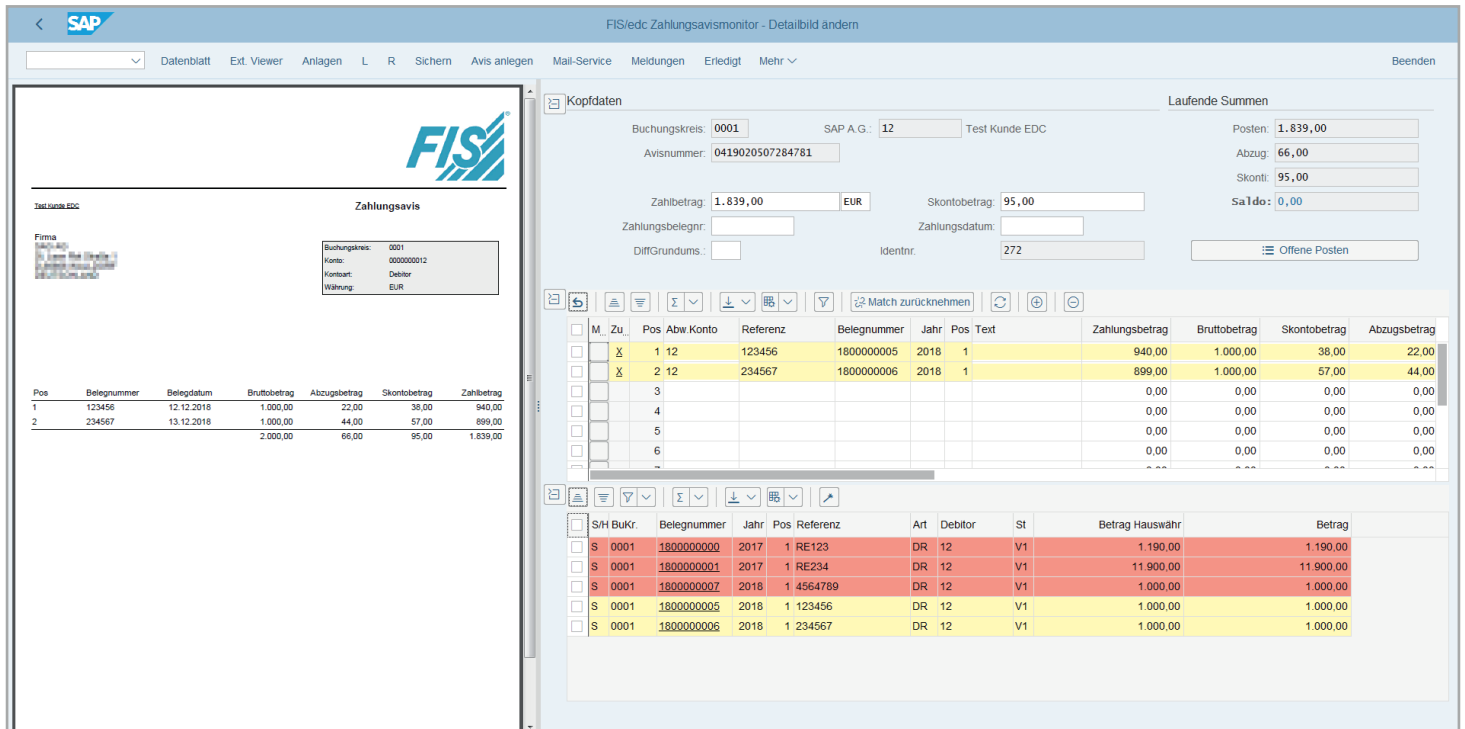 SAP
FIS/edc Zahlungsavismonitor - Detailbild ändern
Datenblatt Ext. Viewer Anlagen L R Sichern Avis anlegen Mail-Service Meldungen Erledigt Mehr Beenden
FIS
Test Kunde EDC
Zahlungsavis
Firma
Buchungskreis: 0001
Konto: 0000000012
Kontoart: Debitor
Währung: EUR
Pos Belegnummer Belegdatum Bruttobetrag Abzugsbetrag Skontobetrag Zahlbetrag
1 123456 12.12.2018 1.000,00 22,00 38,00 940,00
2 234567 13.12.2018 1.000,00 44,00 57,00 899,00
2.000,00 66,00 95,00 1.839,00
Kopfdaten
Laufende Summen
Buchungskreis: 0001 SAP A.G.: 12 Test Kunde EDC Posten: 1.839,00
Avisnummer: 0419020507284781 Abzug: 66,00
Skonti: 95,00
Zahlbetrag: 1.839,00 EUR Skontobetrag: 95,00 Saldo: 0,00
Zahlungsbelegnr: Zahlungsdatum:
DiffGrundums.: Identnr. 272 Offene Posten
Σ Match zurücknehmen
M... Zu... Pos Abw.Konto Referenz Belegnummer Jahr Pos Text Zahlungsbetrag Bruttobetrag Skontobetrag Abzugsbetrag
X 1 12 123456 1800000005 2018 1 940,00 1.000,00 38,00 22,00
X 2 12 234567 1800000006 2018 1 899,00 1.000,00 57,00 44,00
3 0,00 0,00 0,00 0,00
4 0,00 0,00 0,00 0,00
5 0,00 0,00 0,00 0,00
6 0,00 0,00 0,00 0,00
Σ
S/H BuKr. Belegnummer Jahr Pos Referenz Art Debitor St Betrag Hauswähr Betrag
S 0001 1800000000 2017 1 RE123 DR 12 V1 1.190,00 1.190,00
S 0001 1800000001 2017 1 RE234 DR 12 V1 11.900,00 11.900,00
S 0001 1800000007 2018 1 4564789 DR 12 V1 1.000,00 1.000,00
S 0001 1800000005 2018 1 123456 DR 12 V1 1.000,00 1.000,00
S 0001 1800000006 2018 1 234567 DR 12 V1 1.000,00 1.000,00